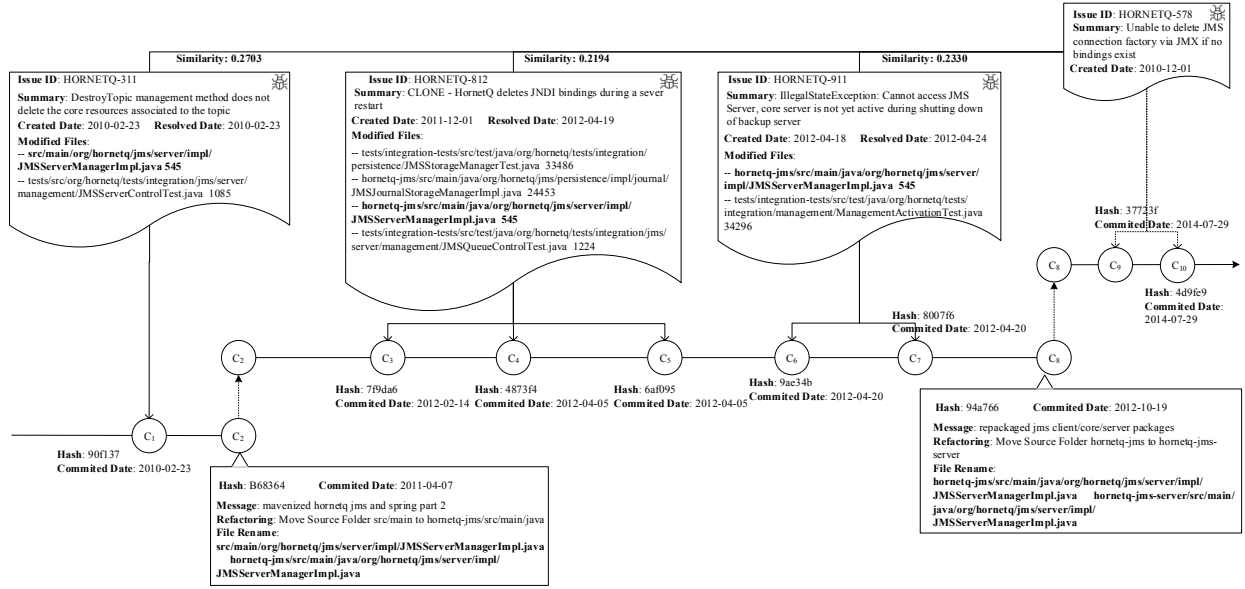 Issue ID: HORNETQ-578
Summary: Unable to delete JMS
connection factory via JMX if no
bindings exist
Created Date: 2010-12-01
Similarity: 0.2703
Similarity: 0.2194
Similarity: 0.2330
Issue ID: HORNETQ-311
Summary: DestroyTopic management method does not
delete the core resources associated to the topic
Created Date: 2010-02-23 Resolved Date: 2010-02-23
Modified Files:
-- src/main/org/hornetq/jms/server/impl/
JMSServerManagerImpl.java 545
-- tests/src/org/hornetq/tests/integration/jms/server/
management/JMSServerControlTest.java 1085
Issue ID: HORNETQ-812
Summary: CLONE - HornetQ deletes JNDI bindings during a sever
restart
Created Date: 2011-12-01 Resolved Date: 2012-04-19
Modified Files:
-- tests/integration-tests/src/test/java/org/hornetq/tests/integration/
persistence/JMSStorageManagerTest.java 33486
-- hornetq-jms/src/main/java/org/hornetq/jms/persistence/impl/journal/
JMSJournalStorageManagerImpl.java 24453
-- hornetq-jms/src/main/java/org/hornetq/jms/server/impl/
JMSServerManagerImpl.java 545
-- tests/integration-tests/src/test/java/org/hornetq/tests/integration/jms/
server/management/JMSQueueControlTest.java 1224
Issue ID: HORNETQ-911
Summary: IllegalStateException: Cannot access JMS
Server, core server is not yet active during shutting down
of backup server
Created Date: 2012-04-18 Resolved Date: 2012-04-24
Modified Files:
-- hornetq-jms/src/main/java/org/hornetq/jms/server/
impl/JMSServerManagerImpl.java 545
-- tests/integration-tests/src/test/java/org/hornetq/tests/
integration/management/ManagementActivationTest.java
34296
Hash: 37723f
Commited Date: 2014-07-29
C8
C9
C10
Hash: 4d9fe9
Commited Date:
2014-07-29
Hash: 8007f6
Commited Date: 2012-04-20
C2
C3
C4
C5
C6
C7
C8
Hash: 7f9da6
Commited Date: 2012-02-14
Hash: 4873f4
Commited Date: 2012-04-05
Hash: 6af095
Commited Date: 2012-04-05
Hash: 9ae34b
Commited Date: 2012-04-20
C1
C2
Hash: 90f137
Commited Date: 2010-02-23
Hash: B68364 Commited Date: 2011-04-07
Message: mavenized hornetq jms and spring part 2
Refactoring: Move Source Folder src/main to hornetq-jms/src/main/java
File Rename:
src/main/org/hornetq/jms/server/impl/JMSServerManagerImpl.java
hornetq-jms/src/main/java/org/hornetq/jms/server/impl/
JMSServerManagerImpl.java
Hash: 94a766 Commited Date: 2012-10-19
Message: repackaged jms client/core/server packages
Refactoring: Move Source Folder hornetq-jms to hornetq-jms-
server
File Rename:
hornetq-jms/src/main/java/org/hornetq/jms/server/impl/
JMSServerManagerImpl.java hornetq-jms-server/src/main/
java/org/hornetq/jms/server/impl/
JMSServerManagerImpl.java